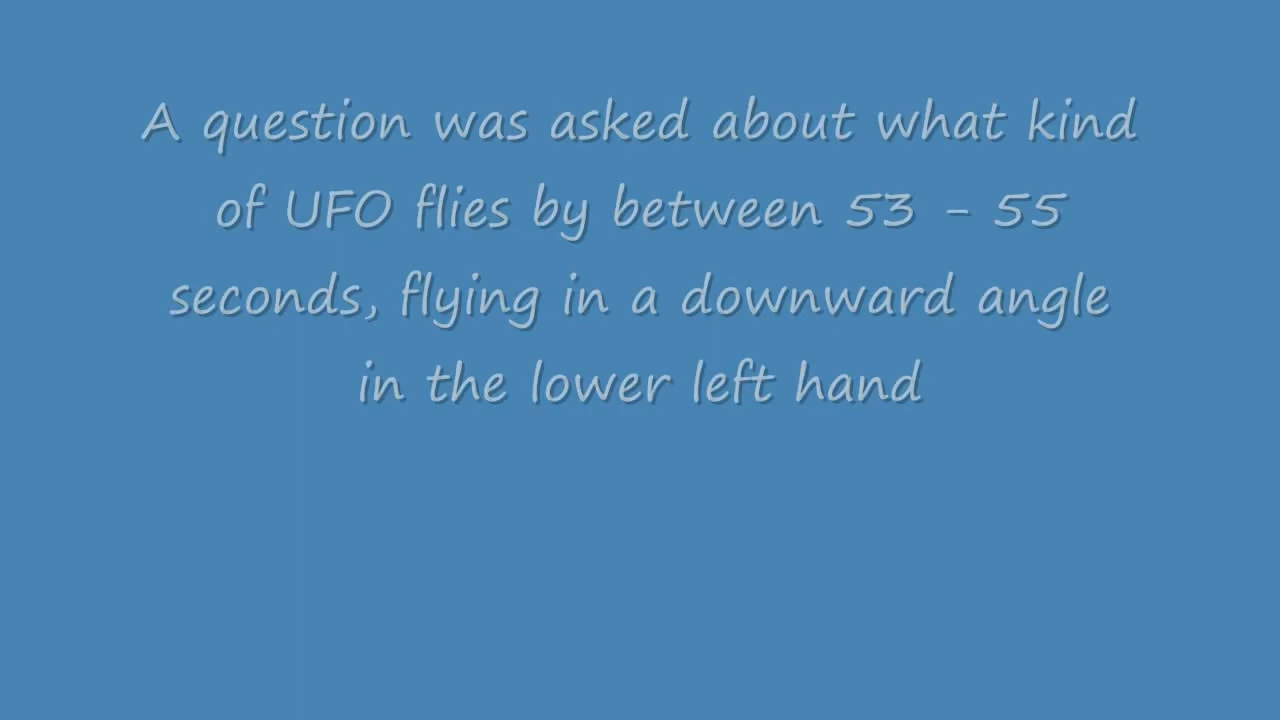 A question was asked about what kind
of UFO flies by between 53 - 55
seconds, flying in a downward angle
in the lower left hand